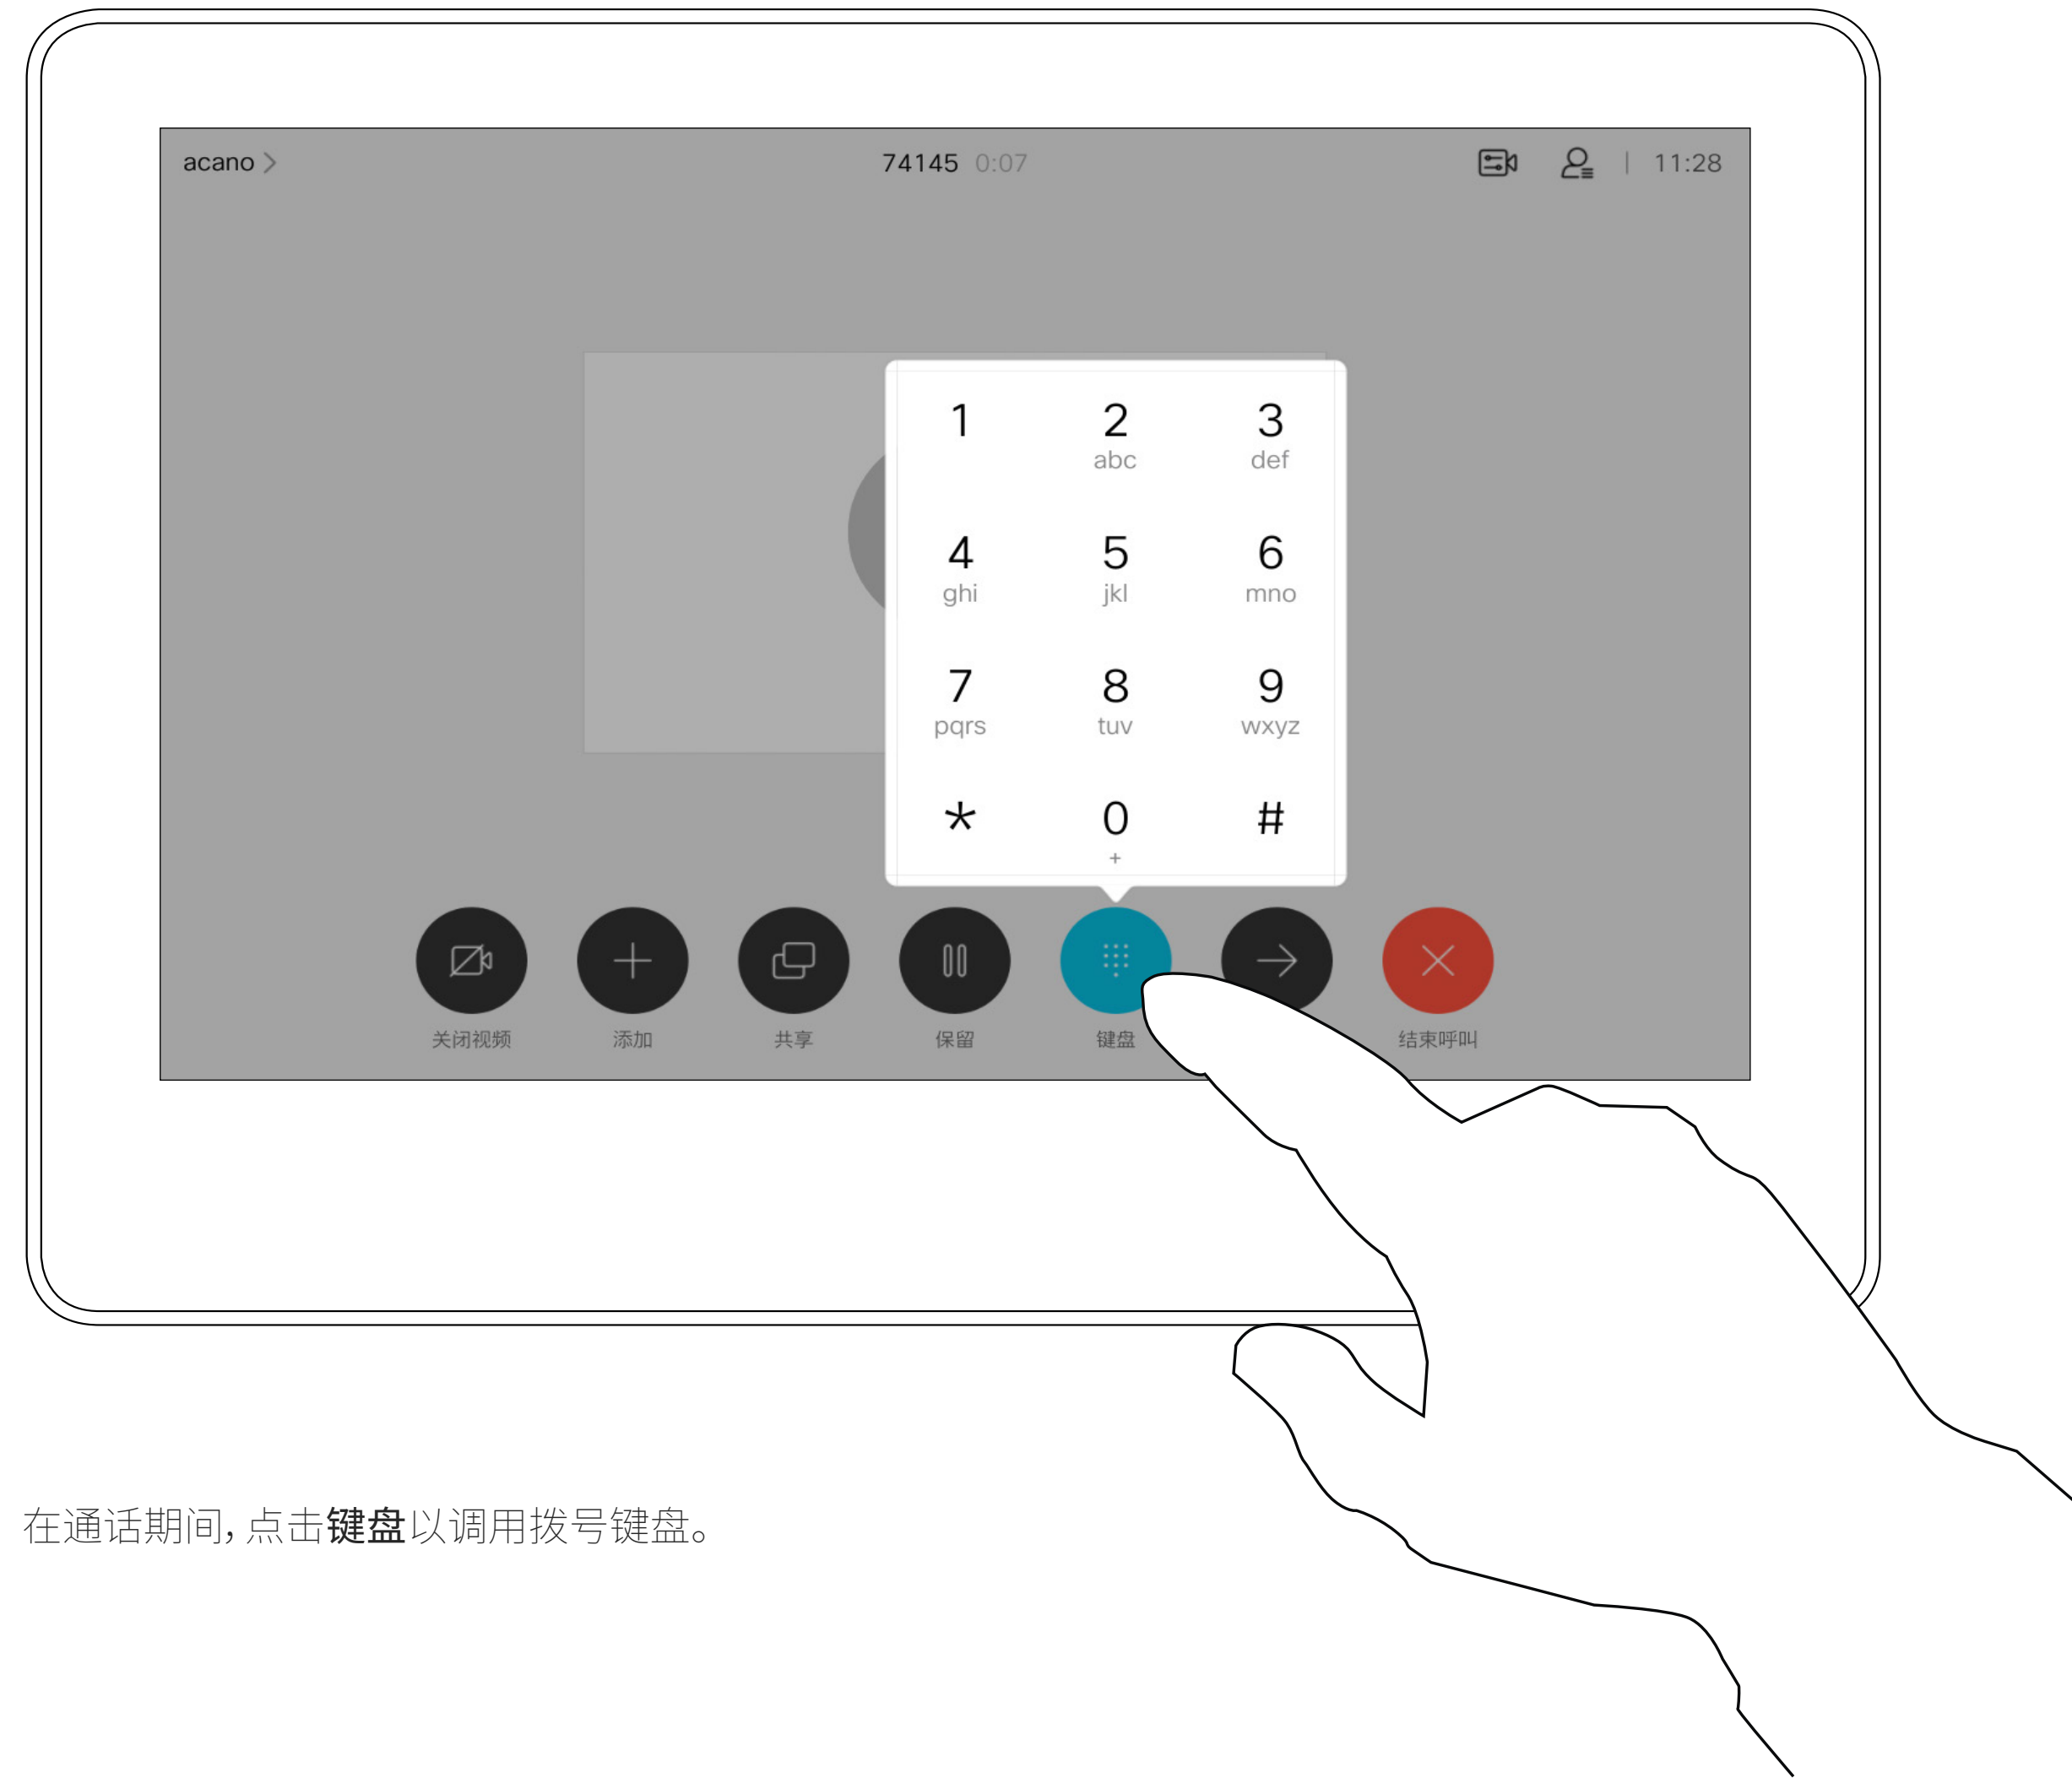 acano
74145 0:07
11:28
1 2 3
abc def
4 5 6
ghi jkl mno
7 8 9
pqrs tuv wxyz
* 0 #
+
关闭视频 添加 共享 保留 键盘 结束呼叫
在通话期间，点击键盘以调用拨号键盘。